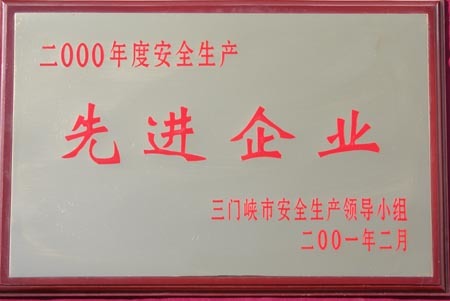 二000年度安全生产
先进企业
三门峡市安全生产领导小组
二00一年二月